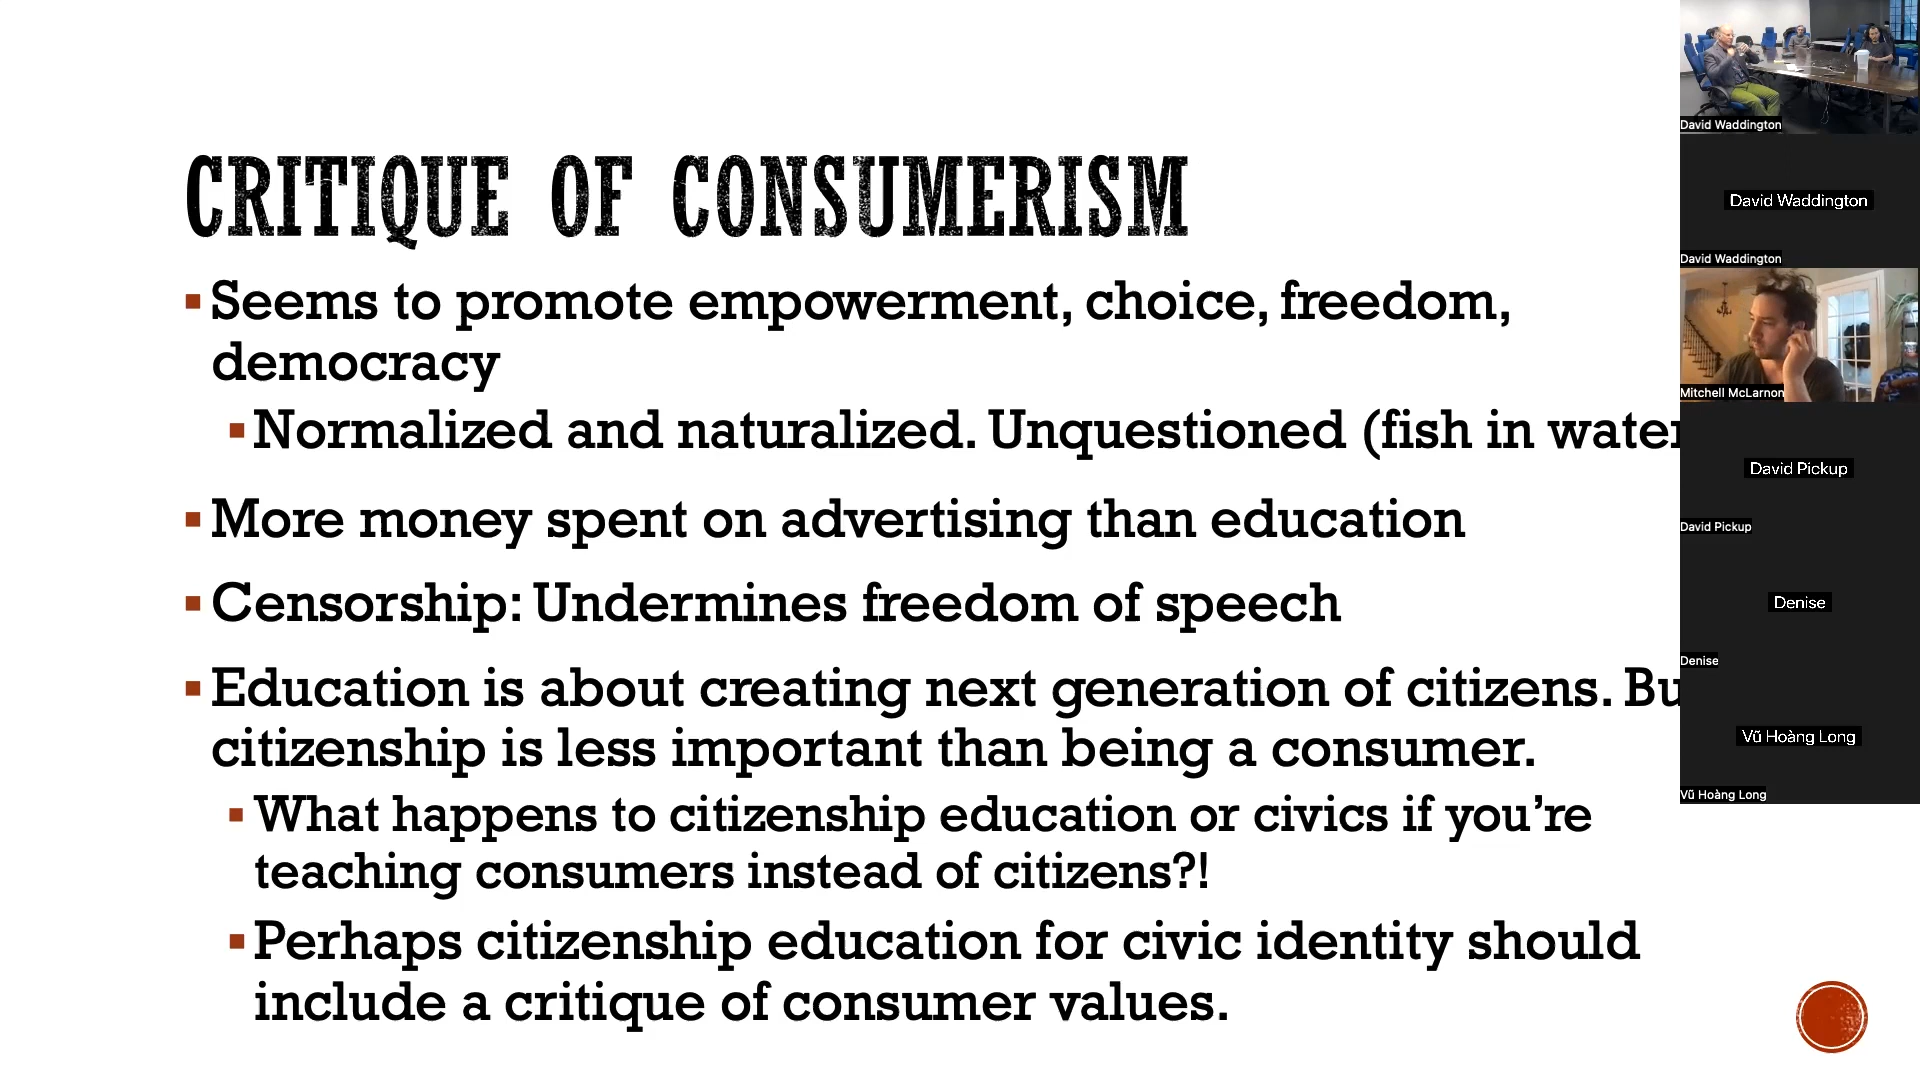 CRITIQUE OF CONSUMERISM
Seems to promote empowerment, choice, freedom,
democracy
Normalized and naturalized. Unquestioned (fish in water
More money spent on advertising than education
Censorship: Undermines freedom of speech
Education is about creating next generation of citizens. Bu
citizenship is less important than being a consumer.
What happens to citizenship education or civics if you’re
teaching consumers instead of citizens?!
Perhaps citizenship education for civic identity should
include a critique of consumer values.
David Waddington
David Waddington
David Waddington
Mitchell McLarnon
David Pickup
David Pickup
Denise
Denise
Vũ Hoàng Long
Vũ Hoàng Long